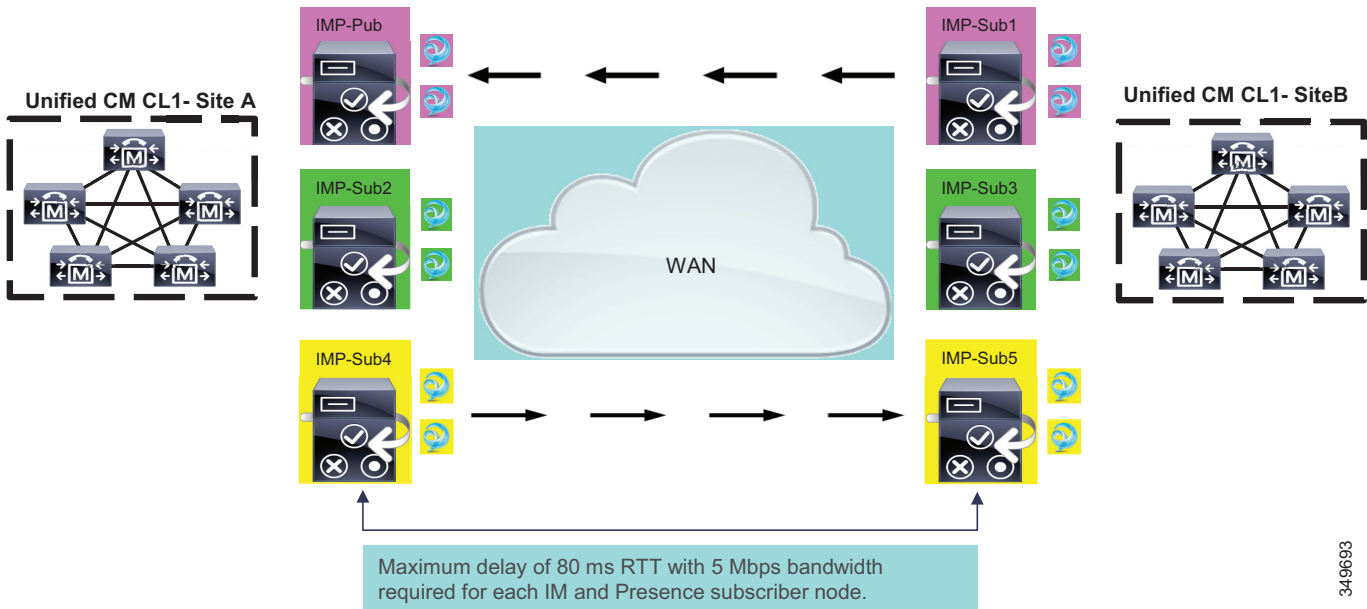 IMP-Pub
IMP-Sub1
Unified CM CL1- Site A
Unified CM CL1- SiteB
M
M
M
M
M
M
M
M
M
M
IMP-Sub2
IMP-Sub3
WAN
IMP-Sub4
IMP-Sub5
Maximum delay of 80 ms RTT with 5 Mbps bandwidth
required for each IM and Presence subscriber node.
349693